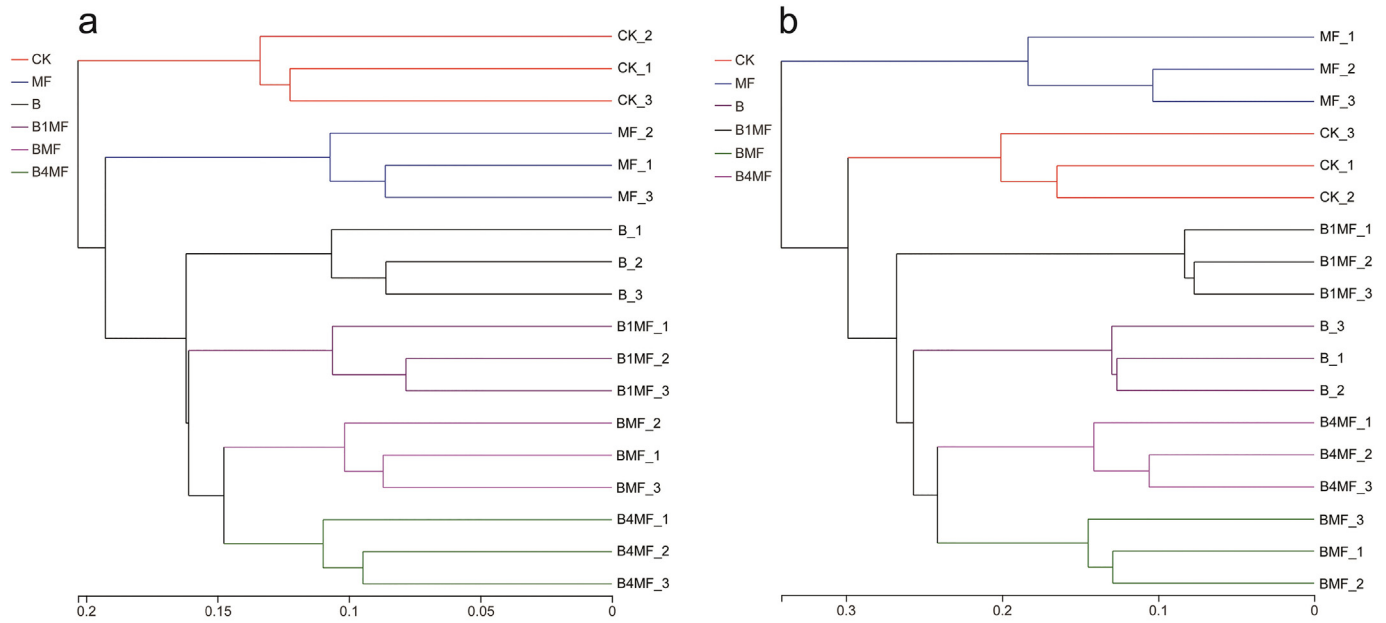 a
CK
MF
B
B1MF
BMF
B4MF
CK_2
CK_1
CK_3
MF_2
MF_1
MF_3
B_1
B_2
B_3
B1MF_1
B1MF_2
B1MF_3
BMF_2
BMF_1
BMF_3
B4MF_1
B4MF_2
B4MF_3
0.2 0.15 0.1 0.05 0
b
CK
MF
B
B1MF
BMF
B4MF
MF_1
MF_2
MF_3
CK_3
CK_1
CK_2
B1MF_1
B1MF_2
B1MF_3
B_3
B_1
B_2
B4MF_1
B4MF_2
B4MF_3
BMF_3
BMF_1
BMF_2
0.3 0.2 0.1 0